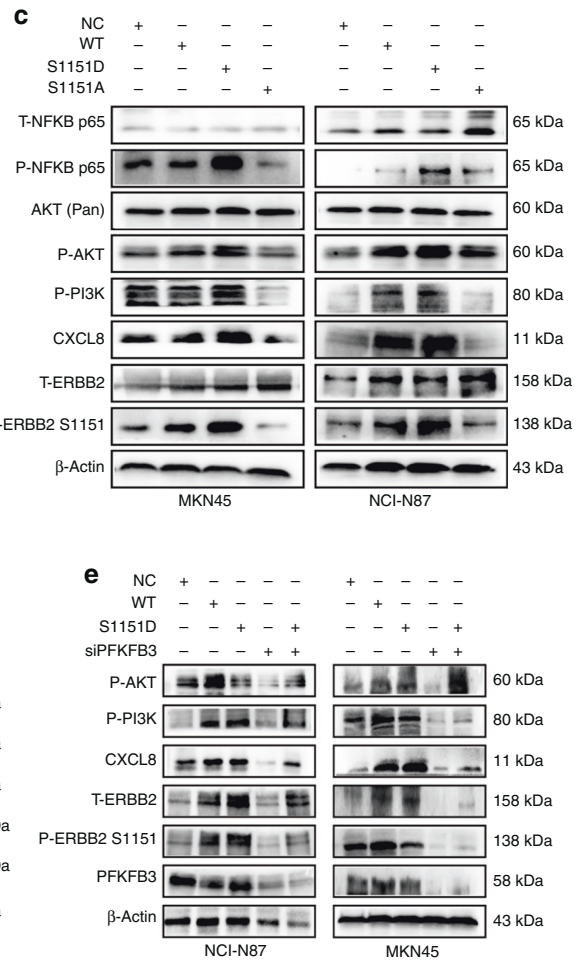 c
NC + – – – + – – –
WT – + – – – + – –
S1151D – – + – – – + –
S1151A – – – + – – – +
T-NFKB p65 65 kDa
P-NFKB p65 65 kDa
AKT (Pan) 60 kDa
P-AKT 60 kDa
P-PI3K 80 kDa
CXCL8 11 kDa
T-ERBB2 158 kDa
-ERBB2 S1151 138 kDa
β-Actin 43 kDa
MKN45 NCI-N87
e
NC + – – – – + – – – –
WT – + – – – – + – – –
S1151D – – + – + – – + – +
siPFKFB3 – – – + + – – – + +
P-AKT 60 kDa
P-PI3K 80 kDa
CXCL8 11 kDa
T-ERBB2 158 kDa
P-ERBB2 S1151 138 kDa
PFKFB3 58 kDa
β-Actin 43 kDa
NCI-N87 MKN45